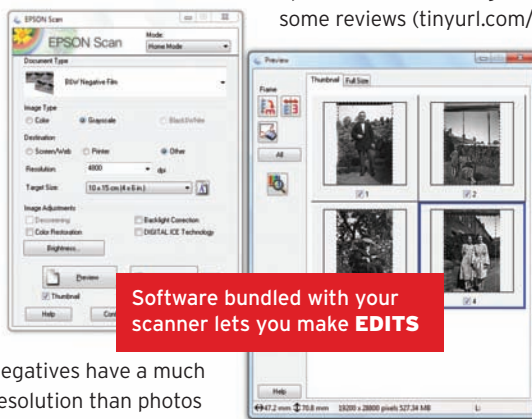 some reviews (tinyurl.com/
EPSON Scan
EPSON Scan
Mode:
Home Mode
Document Type
B&W Negative Film
Image Type
Color
Grayscale
Black&White
Destination
Screen/Web
Printer
Other
Resolution:
4800
dpi
Target Size:
10 x 15 cm (4 x 6 in.)
Image Adjustments
Descreening
Backlight Correction
Color Restoration
DIGITAL ICE Technology
Brightness...
Preview
Thumbnail
Help
Preview
Thumbnail
Full Size
Frame
All
1
2
4
Help
47.2 mm
70.8 mm
19200 x 28800 pixels 527.34 MB
Software bundled with your
scanner lets you make EDITS
egatives have a much
esolution than photos